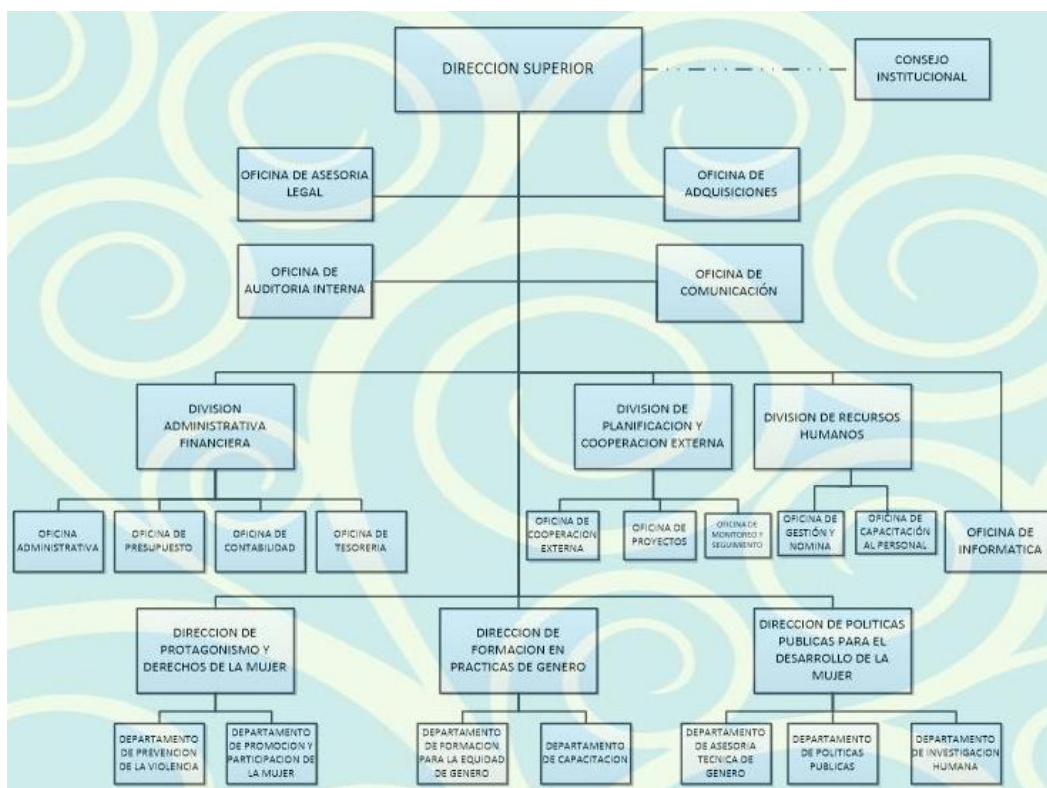 DIRECCION SUPERIOR
CONSEJO
INSTITUCIONAL
OFICINA DE ASESORIA
LEGAL
OFICINA DE
ADQUISICIONES
OFICINA DE
AUDITORIA INTERNA
OFICINA DE
COMUNICACIÓN
DIVISION
ADMINISTRATIVA
FINANCIERA
DIVISION DE
PLANIFICACION Y
COOPERACION EXTERNA
DIVISION DE RECURSOS
HUMANOS
OFICINA
ADMINISTRATIVA
OFICINA DE
PRESUPUESTO
OFICINA DE
CONTABILIDAD
OFICINA DE
TESORERIA
OFICINA DE
COOPERACION
EXTERNA
OFICINA DE
PROYECTOS
OFICINA DE
MONITOREO Y
SEGUIMIENTO
OFICINA DE
GESTIÓN Y
NOMINA
OFICINA DE
CAPACITACIÓN
AL PERSONAL
OFICINA DE
INFORMATICA
DIRECCION DE
PROTAGONISMO Y
DERECHOS DE LA MUJER
DIRECCION DE
FORMACION EN
PRACTICAS DE GENERO
DIRECCION DE POLITICAS
PUBLICAS PARA EL
DESARROLLO DE LA
MUJER
DEPARTAMENTO
DE PREVENCION
DE LA VIOLENCIA
DEPARTAMENTO
DE PROMOCION Y
PARTICIPACION DE
LA MUJER
DEPARTAMENTO
DE FORMACION
PARA LA EQUIDAD
DE GENERO
DEPARTAMENTO
DE CAPACITACION
DEPARTAMENTO
DE ASESORIA
TECNICA DE
GENERO
DEPARTAMENTO
DE POLITICAS
PUBLICAS
DEPARTAMENTO
DE INVESTIGACION
HUMANA